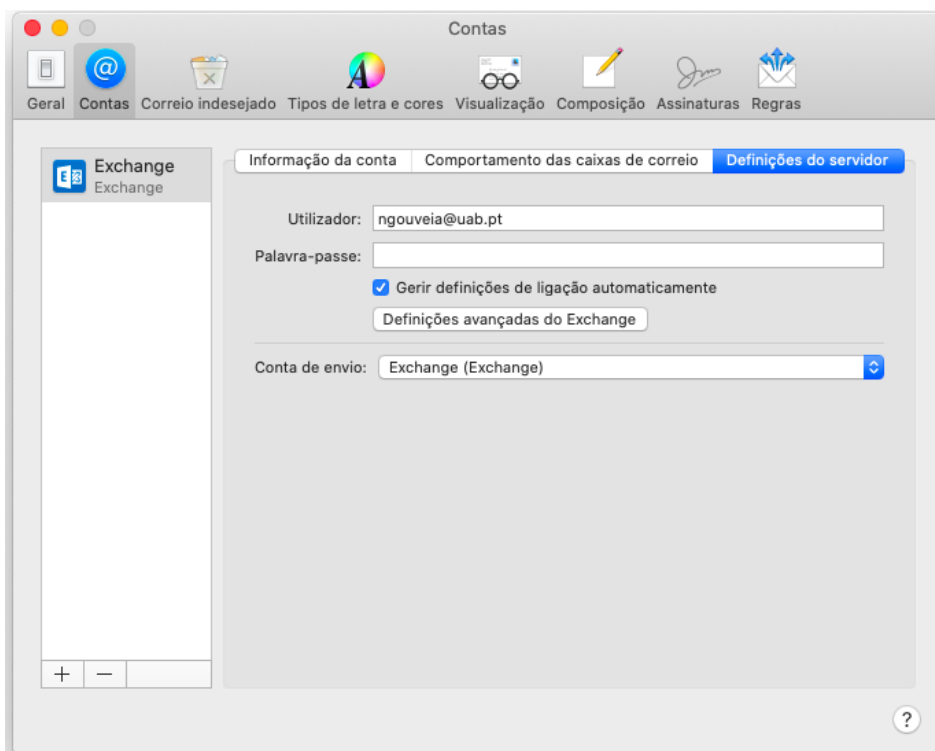 Contas
Geral Contas Correio indesejado Tipos de letra e cores Visualização Composição Assinaturas Regras
Exchange
Exchange
Informação da conta Comportamento das caixas de correio Definições do servidor
Utilizador: ngouveia@uab.pt
Palavra-passe:
Gerir definições de ligação automaticamente
Definições avançadas do Exchange
Conta de envio: Exchange (Exchange)
+ −
?